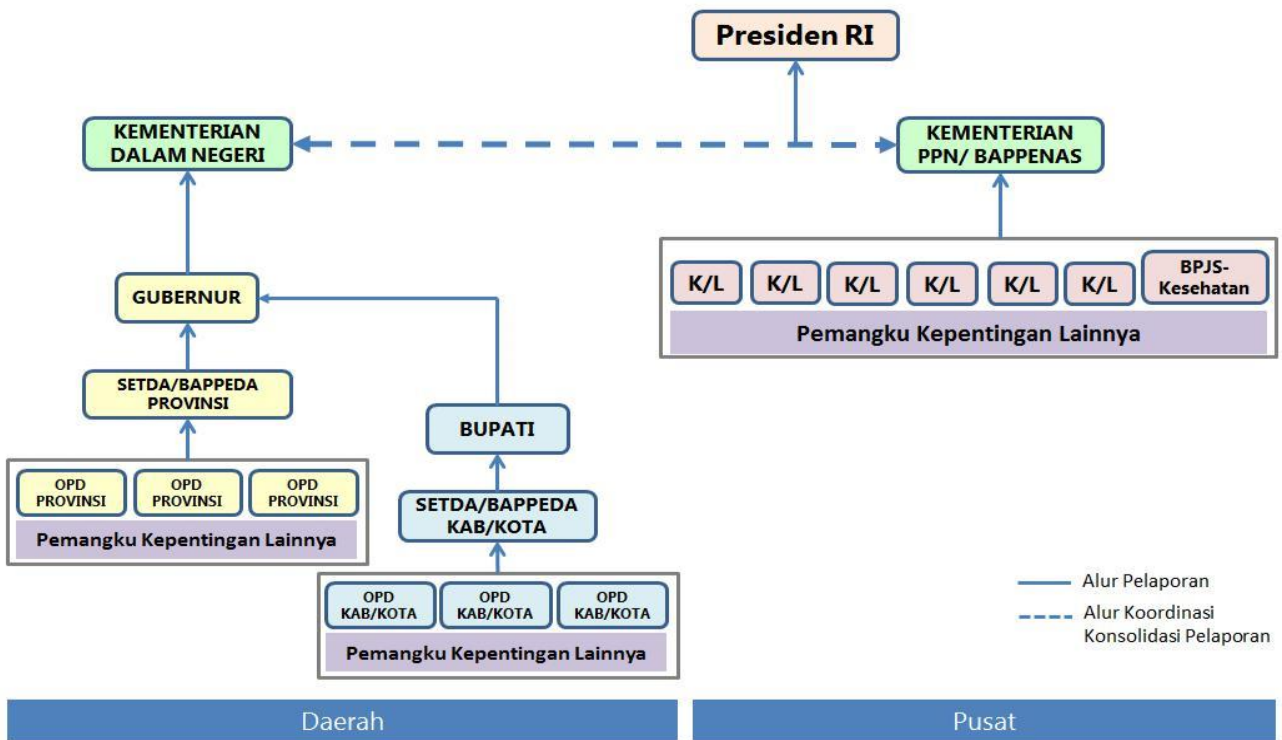 Presiden RI
KEMENTERIAN
DALAM NEGERI
KEMENTERIAN
PPN/ BAPPENAS
K/L
K/L
K/L
K/L
K/L
K/L
BPJS-
Kesehatan
Pemangku Kepentingan Lainnya
GUBERNUR
SETDA/BAPPEDA
PROVINSI
OPD
PROVINSI
OPD
PROVINSI
OPD
PROVINSI
Pemangku Kepentingan Lainnya
BUPATI
SETDA/BAPPEDA
KAB/KOTA
OPD
KAB/KOTA
OPD
KAB/KOTA
OPD
KAB/KOTA
Pemangku Kepentingan Lainnya
Alur Pelaporan
Alur Koordinasi
Konsolidasi Pelaporan
Daerah
Pusat